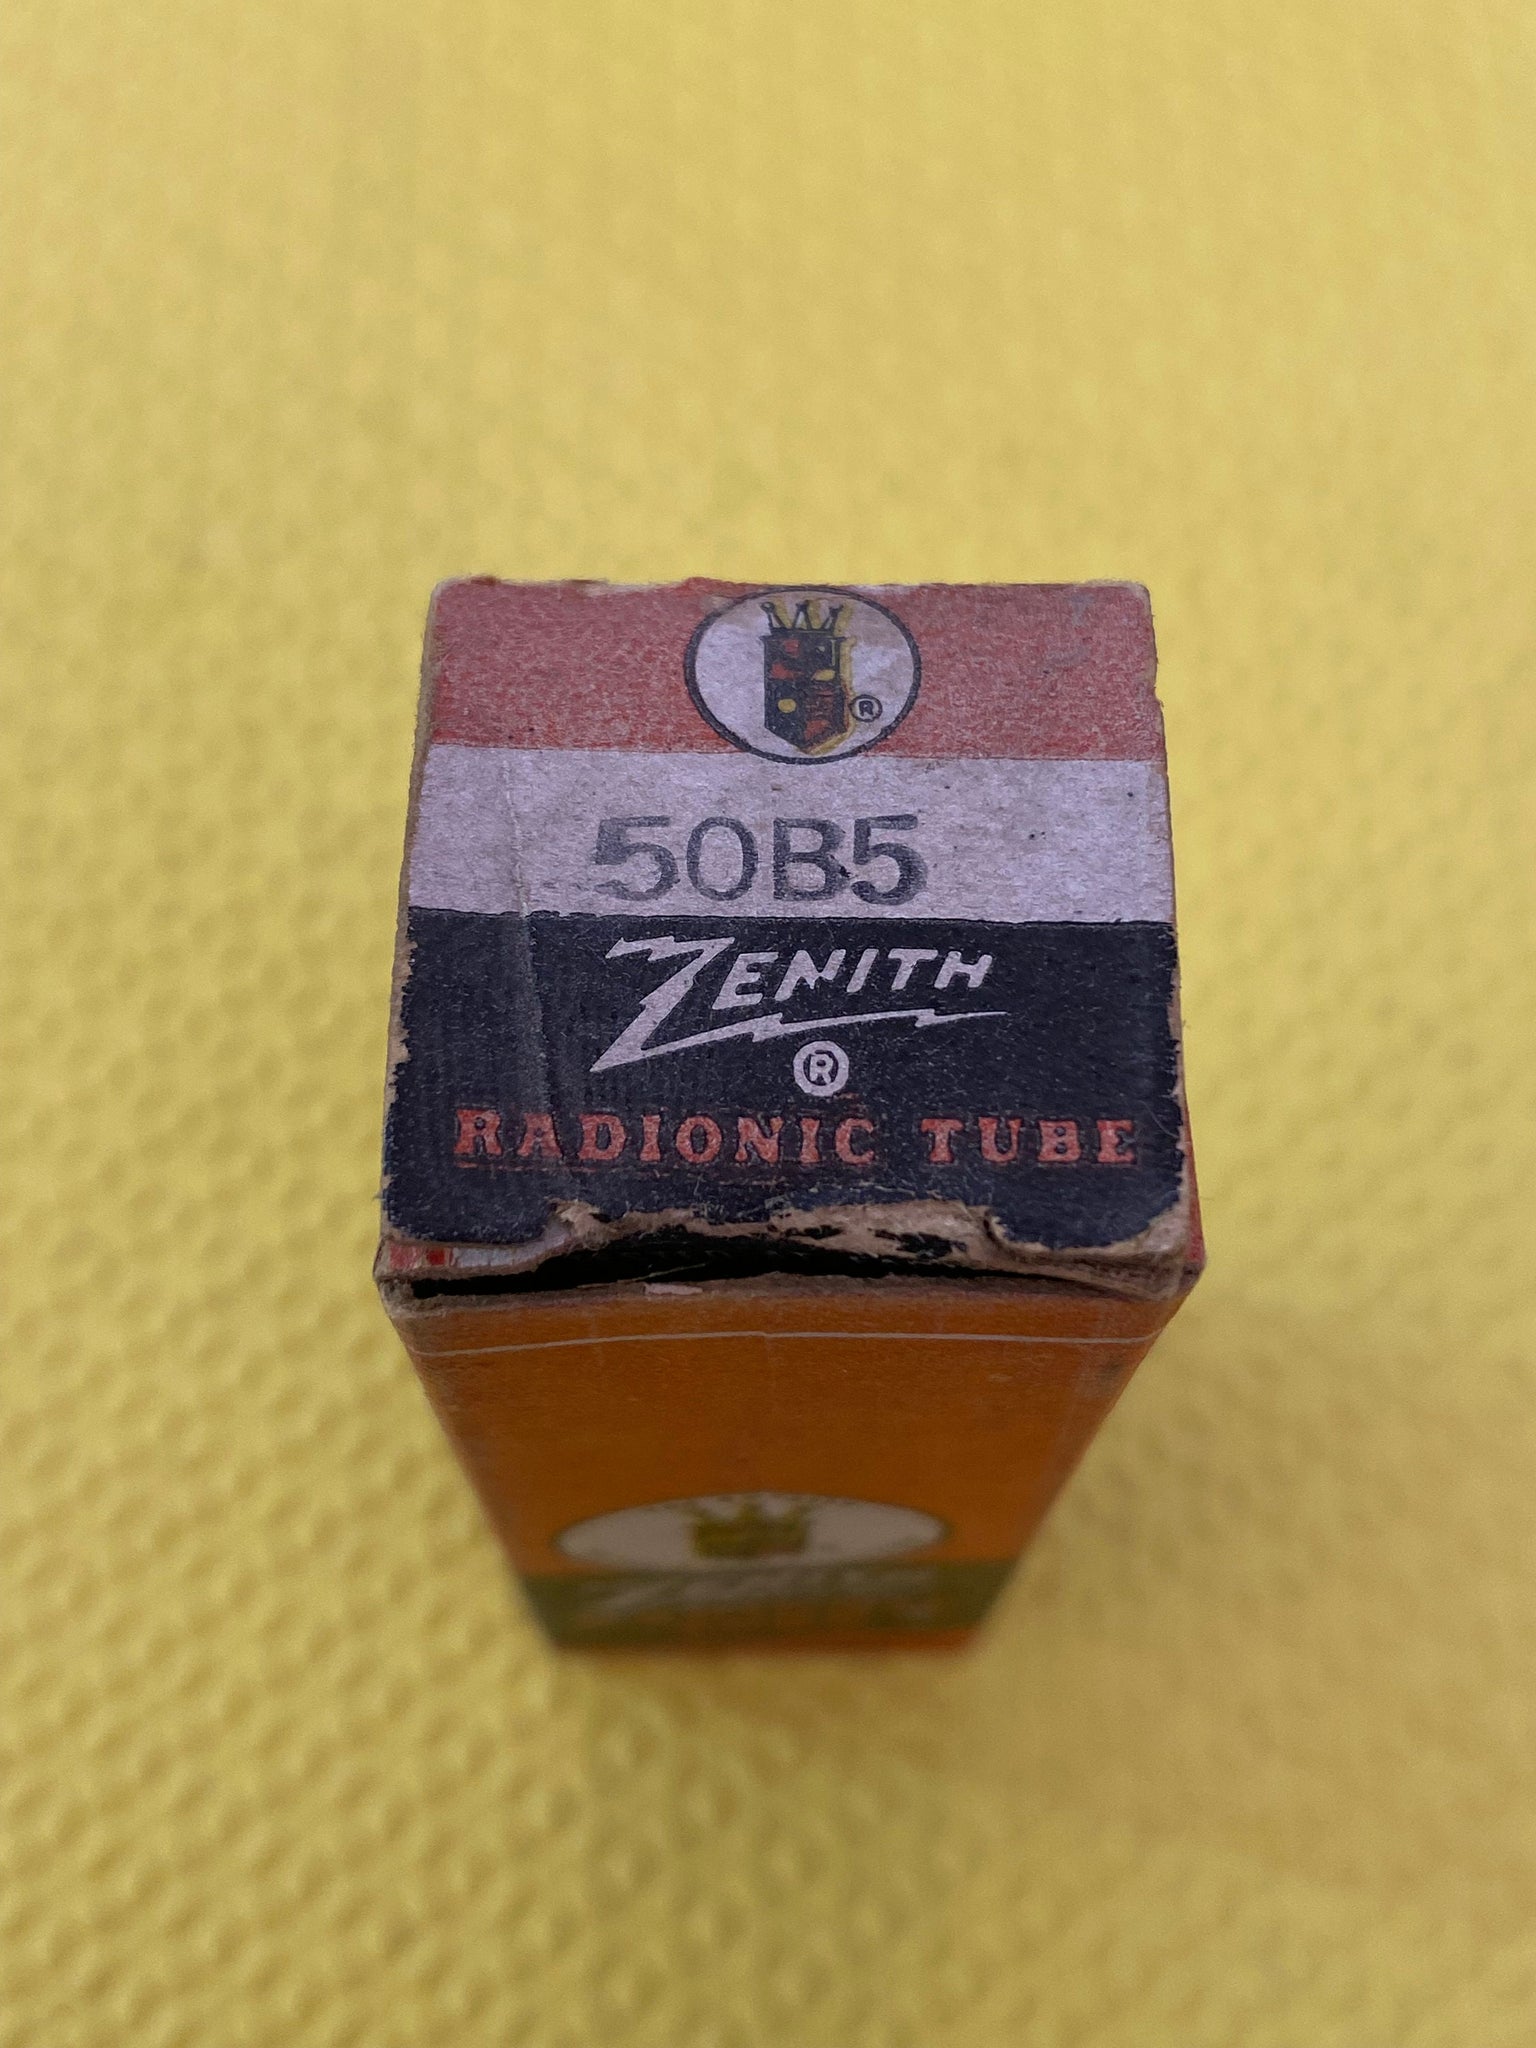 ®
50B5
ZENITH
®
RADIONIC TUBE